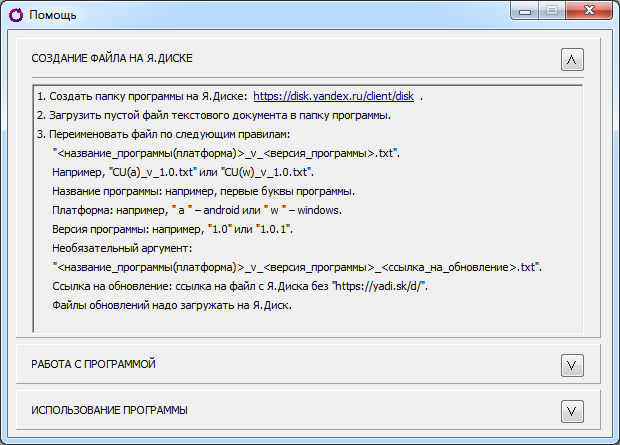 Помощь
СОЗДАНИЕ ФАЙЛА НА Я.ДИСКЕ
1. Создать папку программы на Я.Диске: https://disk.yandex.ru/client/disk .
2. Загрузить пустой файл текстового документа в папку программы.
3. Переименовать файл по следующим правилам:
"<название_программы(платформа)>_v_<версия_программы>.txt".
Например, "CU(a)_v_1.0.txt" или "CU(w)_v_1.0.txt".
Название программы: например, первые буквы программы.
Платформа: например, " a " – android или " w " – windows.
Версия программы: например, "1.0" или "1.0.1".
Необязательный аргумент:
"<название_программы(платформа)>_v_<версия_программы>_<ссылка_на_обновление>.txt".
Ссылка на обновление: ссылка на файл с Я.Диска без "https://yadi.sk/d/".
Файлы обновлений надо загружать на Я.Диск.
РАБОТА С ПРОГРАММОЙ
ИСПОЛЬЗОВАНИЕ ПРОГРАММЫ